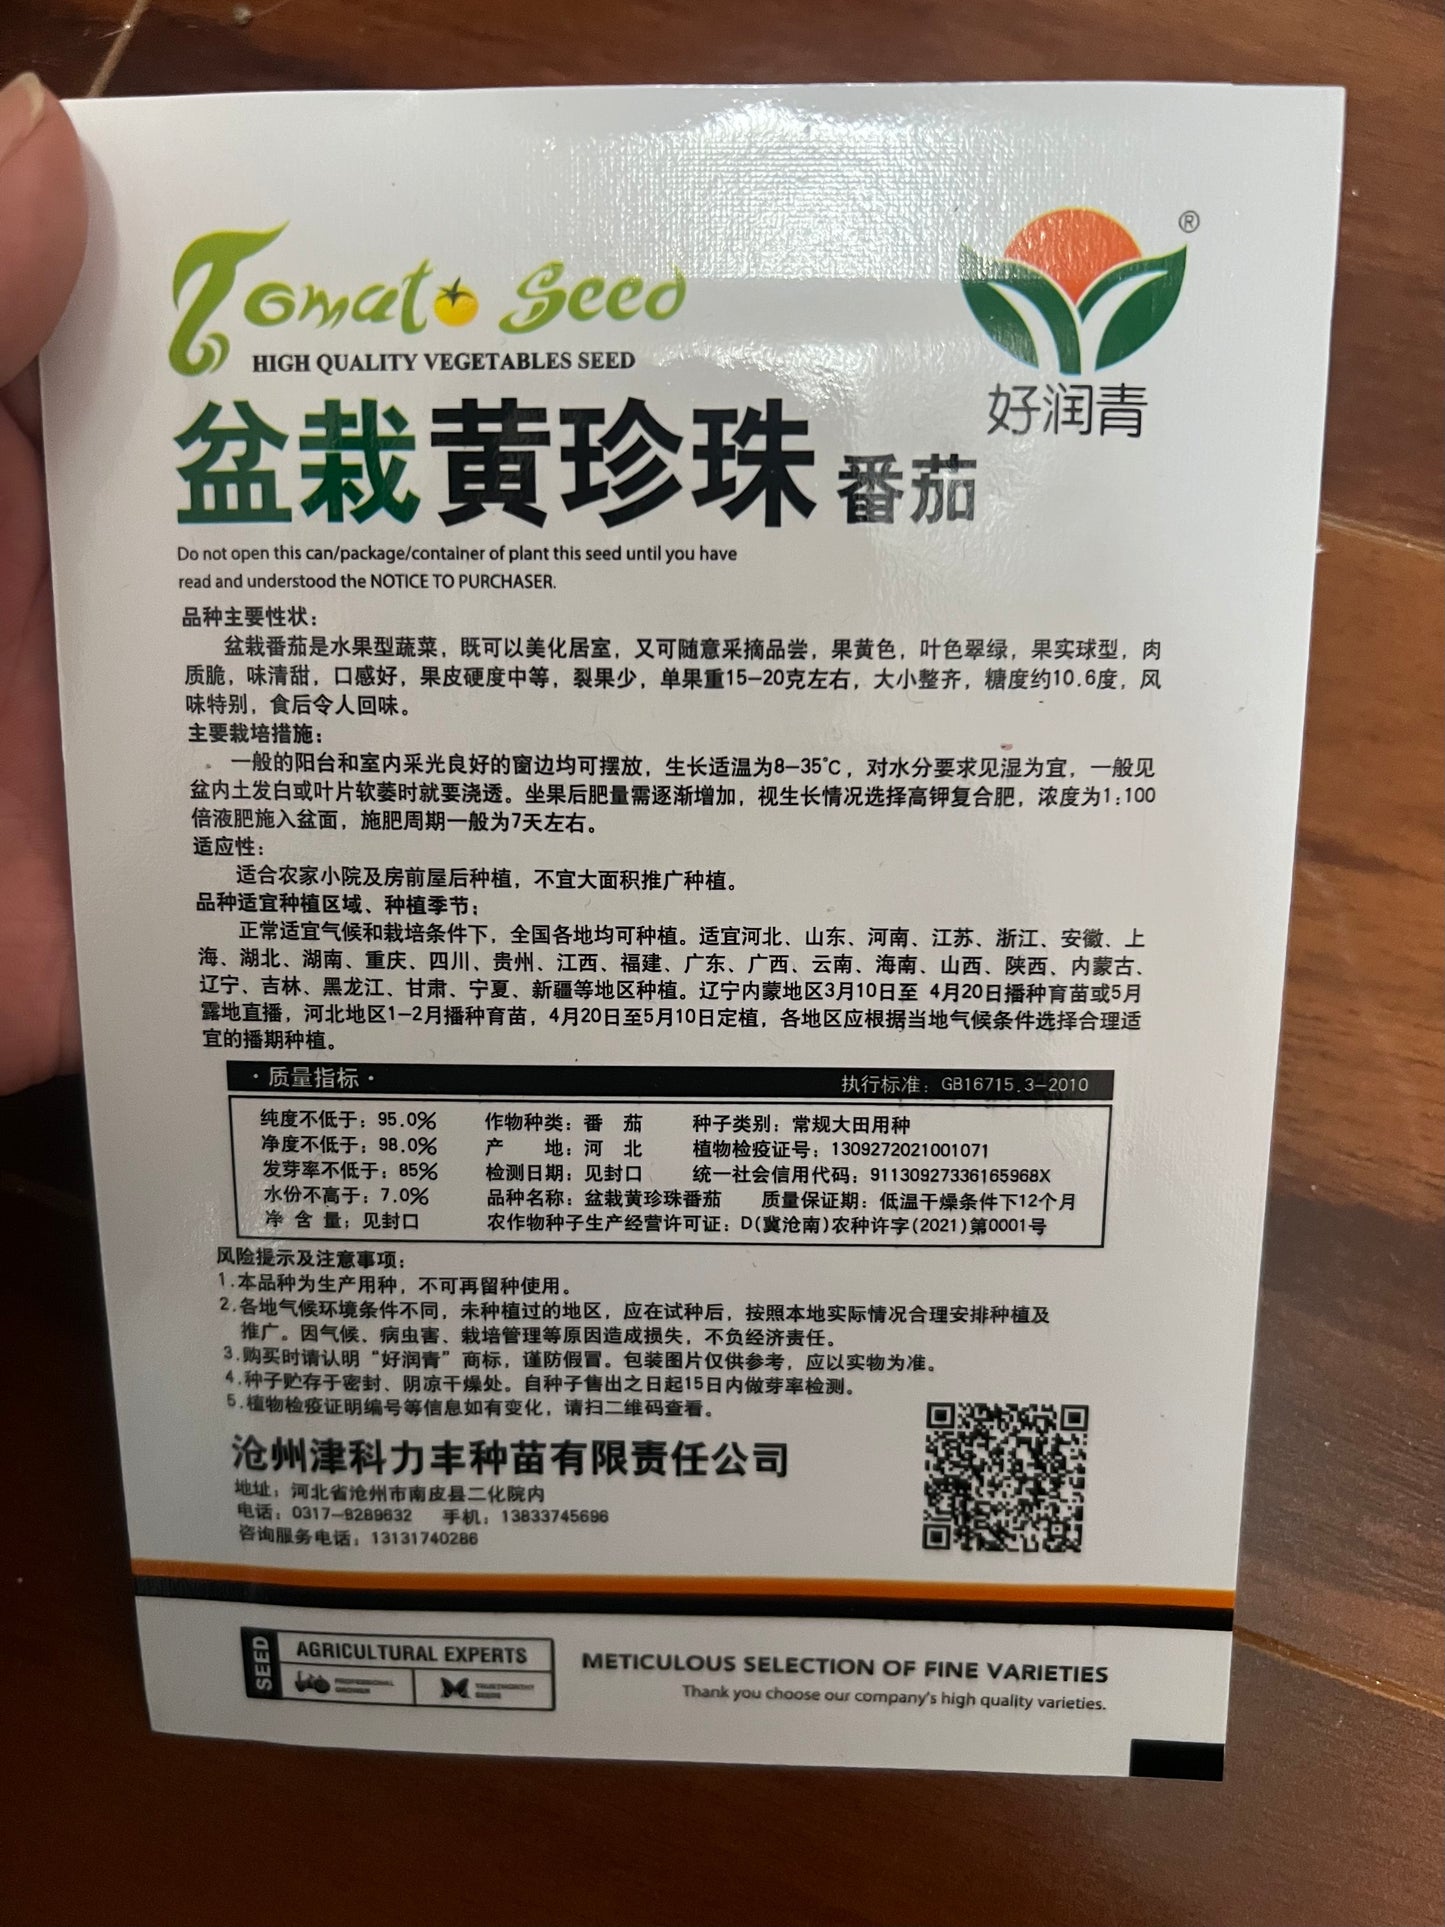 Tomato Seed
HIGH QUALITY VEGETABLES SEED
®
好润青
盆栽黄珍珠番茄
Do not open this can/package/container of plant this seed until you have
read and understood the NOTICE TO PURCHASER.
品种主要性状：
盆栽番茄是水果型蔬菜，既可以美化居室，又可随意采摘品尝，果黄色，叶色翠绿，果实球型，肉
质脆，味清甜，口感好，果皮硬度中等，裂果少，单果重15—20克左右，大小整齐，糖度约10.6度，风
味特别，食后令人回味。
主要栽培措施：
一般的阳台和室内采光良好的窗边均可摆放，生长适温为8—35℃，对水分要求见湿为宜，一般见
盆内土发白或叶片软萎时就要浇透。坐果后肥量需逐渐增加，视生长情况选择高钾复合肥，浓度为1:100
倍液肥施入盆面，施肥周期一般为7天左右。
适应性：
适合农家小院及房前屋后种植，不宜大面积推广种植。
品种适宜种植区域、种植季节：
正常适宜气候和栽培条件下，全国各地均可种植。适宜河北、山东、河南、江苏、浙江、安徽、上
海、湖北、湖南、重庆、四川、贵州、江西、福建、广东、广西、云南、海南、山西、陕西、内蒙古、
辽宁、吉林、黑龙江、甘肃、宁夏、新疆等地区种植。辽宁内蒙地区3月10日至 4月20日播种育苗或5月
露地直播，河北地区1—2月播种育苗，4月20日至5月10日定植，各地区应根据当地气候条件选择合理适
宜的播期种植。
·质量指标· 执行标准：GB16715.3—2010
纯度不低于：95.0% 作物种类：番 茄 种子类别：常规大田用种
净度不低于：98.0% 产 地：河 北 植物检疫证号：1309272021001071
发芽率不低于：85% 检测日期：见封口 统一社会信用代码：91130927336165968X
水份不高于：7.0% 品种名称：盆栽黄珍珠番茄 质量保证期：低温干燥条件下12个月
净 含 量：见封口 农作物种子生产经营许可证：D(冀沧南)农种许字(2021)第0001号
风险提示及注意事项：
1.本品种为生产用种，不可再留种使用。
2.各地气候环境条件不同，未种植过的地区，应在试种后，按照本地实际情况合理安排种植及
推广。因气候、病虫害、栽培管理等原因造成损失，不负经济责任。
3.购买时请认明“好润青”商标，谨防假冒。包装图片仅供参考，应以实物为准。
4.种子贮存于密封、阴凉干燥处。自种子售出之日起15日内做芽率检测。
5.植物检疫证明编号等信息如有变化，请扫二维码查看。
沧州津科力丰种苗有限责任公司
地址：河北省沧州市南皮县二化院内
电话：0317—9289632 手机：13833745696
咨询服务电话：13131740286
SEED
AGRICULTURAL EXPERTS
PROFESSIONAL
GROWER
TRUSTWORTHY
SEEDS
METICULOUS SELECTION OF FINE VARIETIES
Thank you choose our company's high quality varieties.